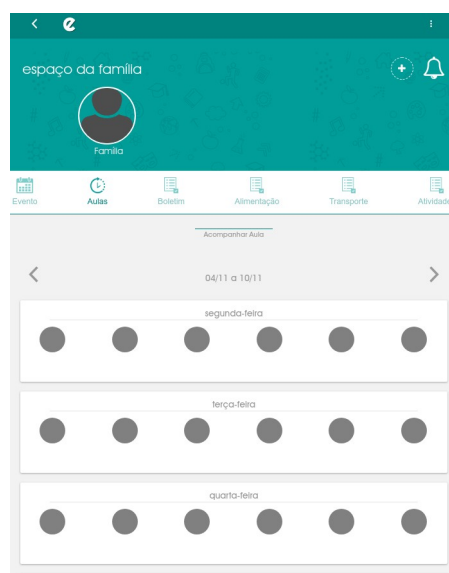 espaço da família
Família
Evento
Aulas
Boletim
Alimentação
Transporte
Atividade
Acompanhar Aula
04/11 a 10/11
segunda-feira
terça-feira
quarta-feira